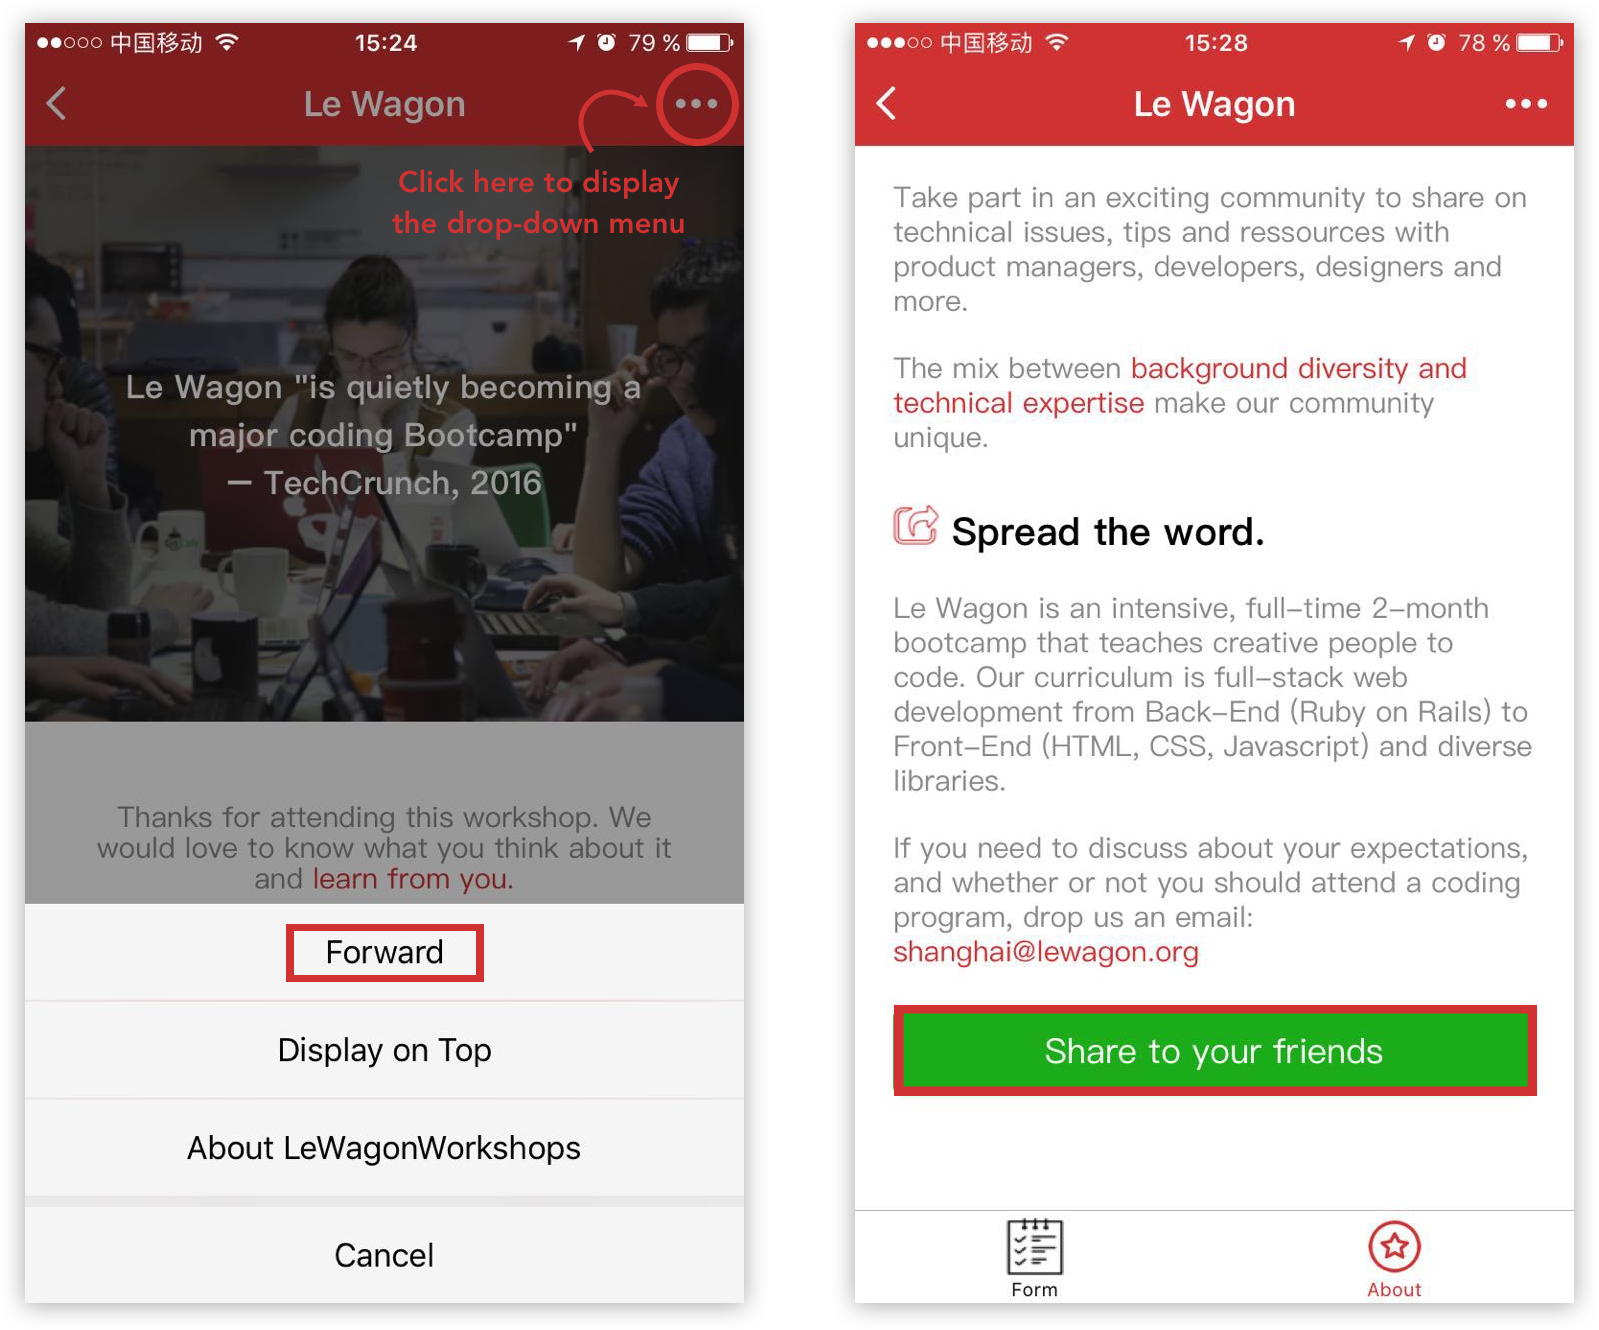 中国移动 15:24 79 %
Le Wagon
Click here to display
the drop-down menu
Le Wagon "is quietly becoming a
major coding Bootcamp"
— TechCrunch, 2016
Thanks for attending this workshop. We
would love to know what you think about it
and learn from you.
Forward
Display on Top
About LeWagonWorkshops
Cancel
中国移动 15:28 78 %
Le Wagon
Take part in an exciting community to share on
technical issues, tips and ressources with
product managers, developers, designers and
more.
The mix between background diversity and
technical expertise make our community
unique.
Spread the word.
Le Wagon is an intensive, full-time 2-month
bootcamp that teaches creative people to
code. Our curriculum is full-stack web
development from Back-End (Ruby on Rails) to
Front-End (HTML, CSS, Javascript) and diverse
libraries.
If you need to discuss about your expectations,
and whether or not you should attend a coding
program, drop us an email:
shanghai@lewagon.org
Share to your friends
Form
About